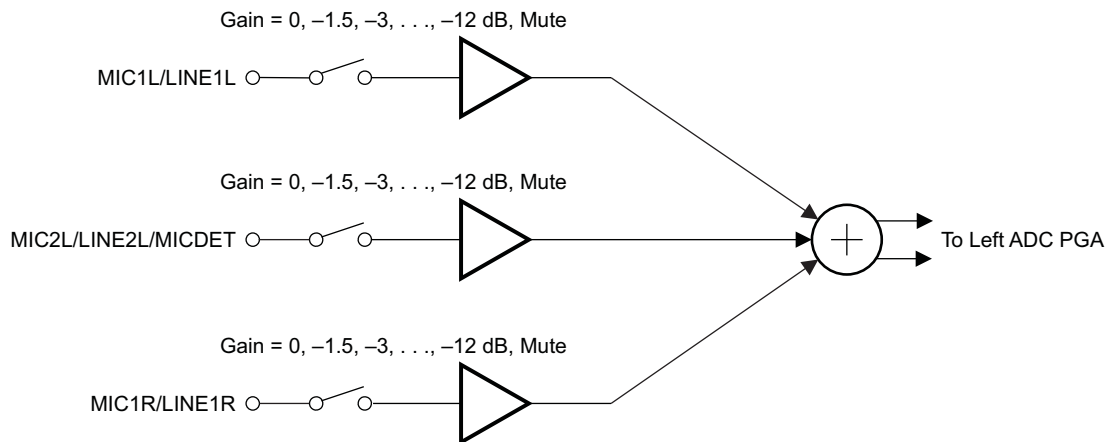 Gain = 0, –1.5, –3, . . ., –12 dB, Mute
MIC1L/LINE1L
Gain = 0, –1.5, –3, . . ., –12 dB, Mute
MIC2L/LINE2L/MICDET
+
To Left ADC PGA
Gain = 0, –1.5, –3, . . ., –12 dB, Mute
MIC1R/LINE1R